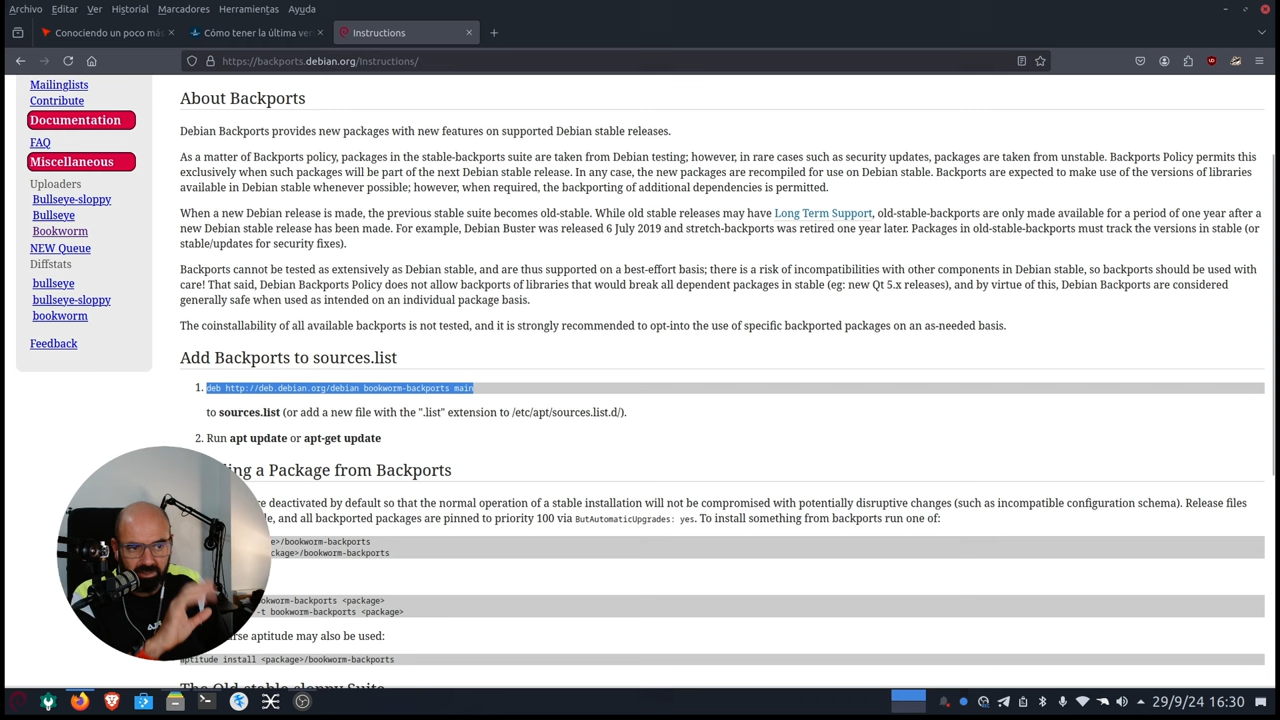 Archivo Editar Ver Historial Marcadores Herramientas Ayuda
Conociendo un poco más
Cómo tener la última ver
Instructions
https://backports.debian.org/Instructions/
Mailinglists
Contribute
Documentation
FAQ
Miscellaneous
Uploaders
Bullseye-sloppy
Bullseye
Bookworm
NEW Queue
Diffstats
bullseye
bullseye-sloppy
bookworm
Feedback
About Backports
Debian Backports provides new packages with new features on supported Debian stable releases.
As a matter of Backports policy, packages in the stable-backports suite are taken from Debian testing; however, in rare cases such as security updates, packages are taken from unstable. Backports Policy permits this
exclusively when such packages will be part of the next Debian stable release. In any case, the new packages are recompiled for use on Debian stable. Backports are expected to make use of the versions of libraries
available in Debian stable whenever possible; however, when required, the backporting of additional dependencies is permitted.
When a new Debian release is made, the previous stable suite becomes old-stable. While old stable releases may have Long Term Support, old-stable-backports are only made available for a period of one year after a
new Debian stable release has been made. For example, Debian Buster was released 6 July 2019 and stretch-backports was retired one year later. Packages in old-stable-backports must track the versions in stable (or
stable/updates for security fixes).
Backports cannot be tested as extensively as Debian stable, and are thus supported on a best-effort basis; there is a risk of incompatibilities with other components in Debian stable, so backports should be used with
care! That said, Debian Backports Policy does not allow backports of libraries that would break all dependent packages in stable (eg: new Qt 5.x releases), and by virtue of this, Debian Backports are considered
generally safe when used as intended on an individual package basis.
The coinstallability of all available backports is not tested, and it is strongly recommended to opt-into the use of specific backported packages on an as-needed basis.
Add Backports to sources.list
1. deb http://deb.debian.org/debian bookworm-backports main
to sources.list (or add a new file with the ".list" extension to /etc/apt/sources.list.d/).
2. Run apt update or apt-get update
a Package from Backports
deactivated by default so that the normal operation of a stable installation will not be compromised with potentially disruptive changes (such as incompatible configuration schema). Release files
and all backported packages are pinned to priority 100 via ButAutomaticUpgrades: yes. To install something from backports run one of:
>/bookworm-backports
>/bookworm-backports
bookworm-backports <package>
-t bookworm-backports <package>
aptitude may also be used:
aptitude install <package>/bookworm-backports
The Old-stable-sloppy Suite
29/9/24 16:30